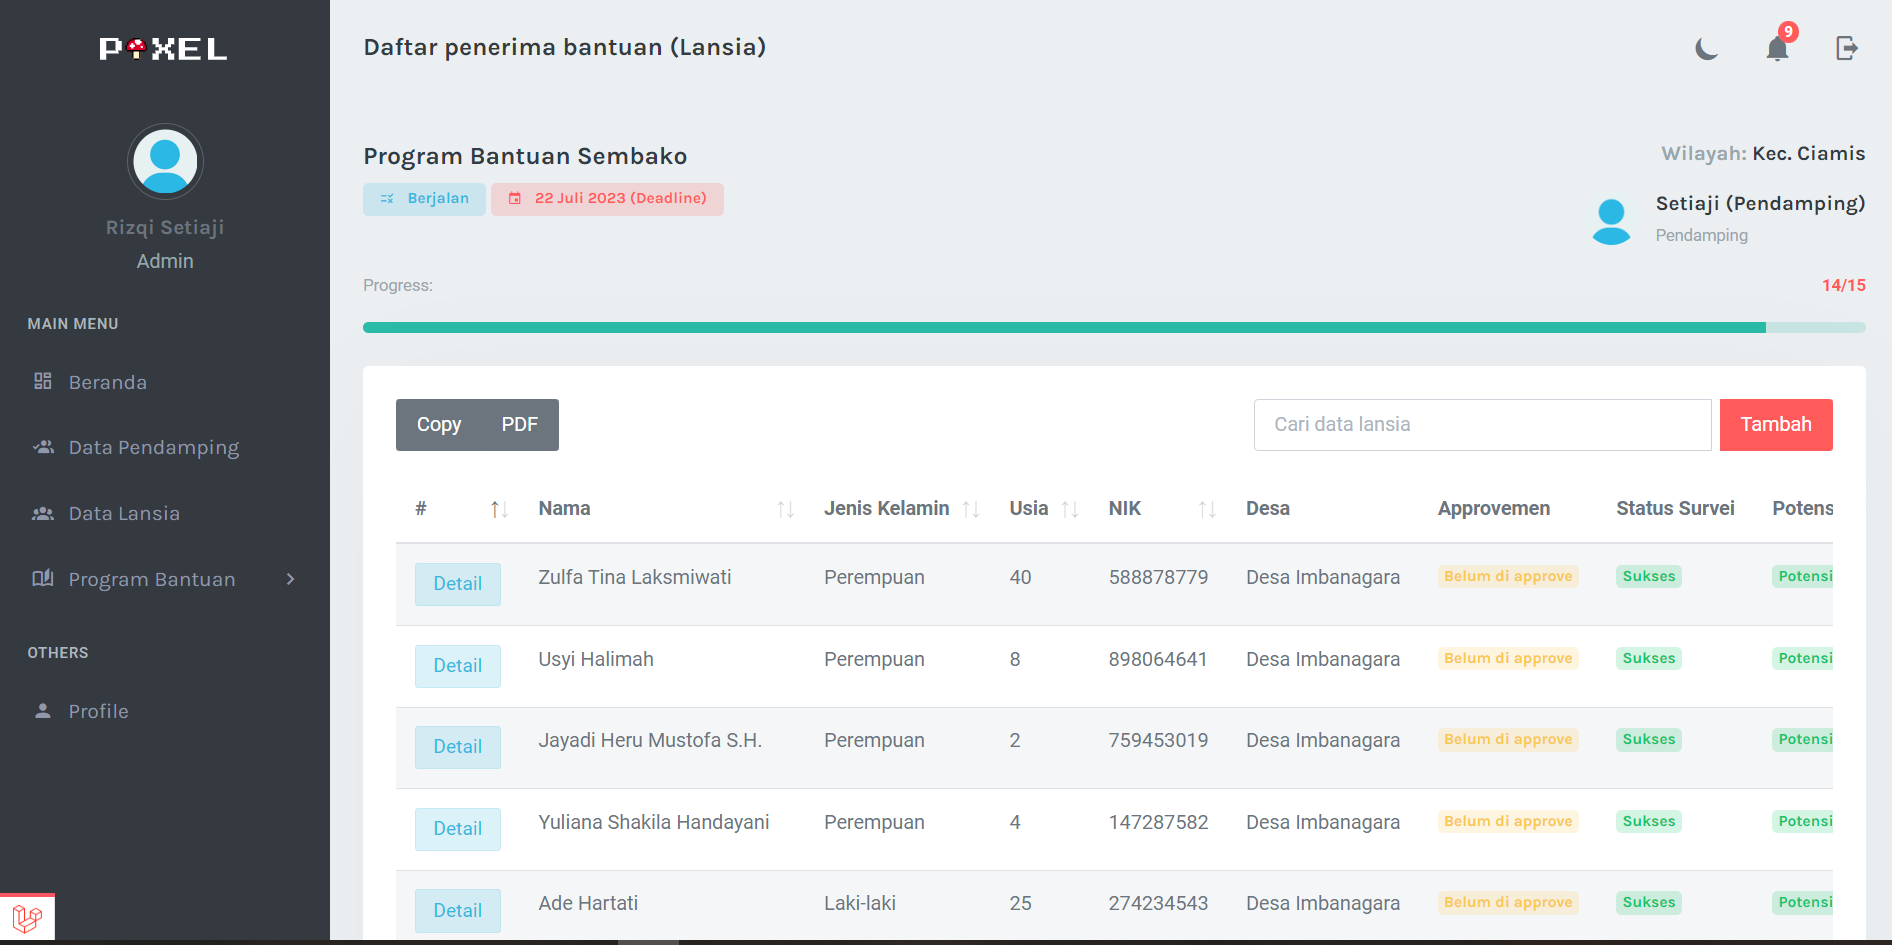 PIXEL
Rizqi Setiaji
Admin
MAIN MENU
Beranda
Data Pendamping
Data Lansia
Program Bantuan
OTHERS
Profile
Daftar penerima bantuan (Lansia)
9
Program Bantuan Sembako
Berjalan 22 Juli 2023 (Deadline)
Wilayah: Kec. Ciamis
Setiaji (Pendamping)
Pendamping
Progress: 14/15
Copy PDF Cari data lansia Tambah
# Nama Jenis Kelamin Usia NIK Desa Approvemen Status Survei Potens
Detail Zulfa Tina Laksmiwati Perempuan 40 588878779 Desa Imbanagara Belum di approve Sukses Potensi
Detail Usyi Halimah Perempuan 8 898064641 Desa Imbanagara Belum di approve Sukses Potensi
Detail Jayadi Heru Mustofa S.H. Perempuan 2 759453019 Desa Imbanagara Belum di approve Sukses Potensi
Detail Yuliana Shakila Handayani Perempuan 4 147287582 Desa Imbanagara Belum di approve Sukses Potensi
Detail Ade Hartati Laki-laki 25 274234543 Desa Imbanagara Belum di approve Sukses Potensi